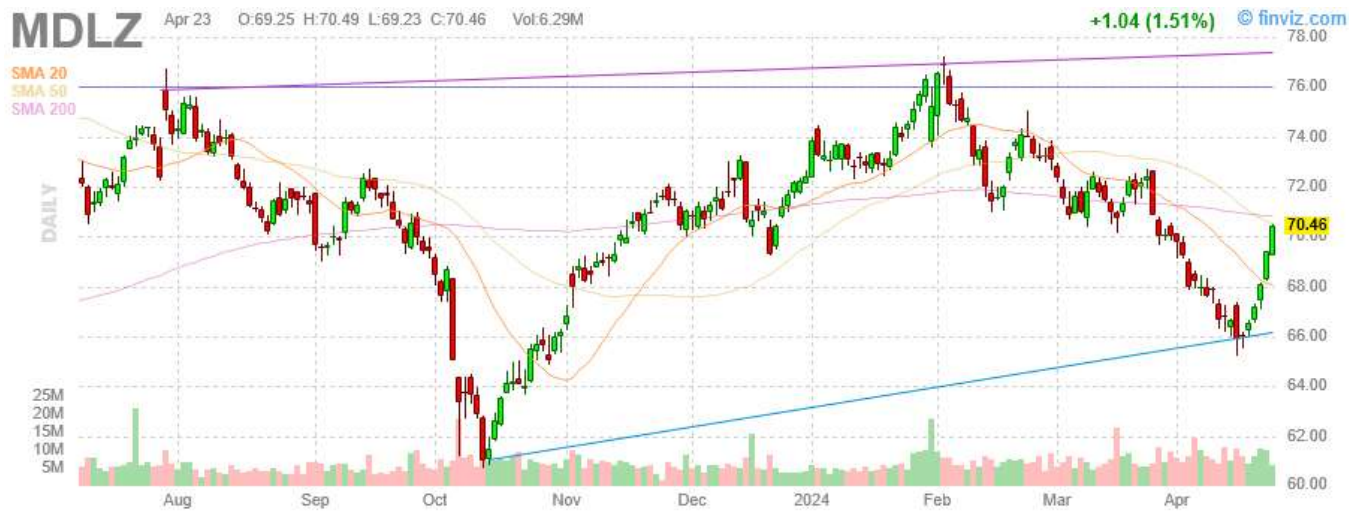 MDLZ Apr 23 O:69.25 H:70.49 L:69.23 C:70.46 Vol:6.29M +1.04 (1.51%) © finviz.com
SMA 20
SMA 50
SMA 200
DAILY
78.00
76.00
74.00
72.00
70.46
70.00
68.00
66.00
64.00
62.00
60.00
25M
20M
15M
10M
5M
Aug Sep Oct Nov Dec 2024 Feb Mar Apr